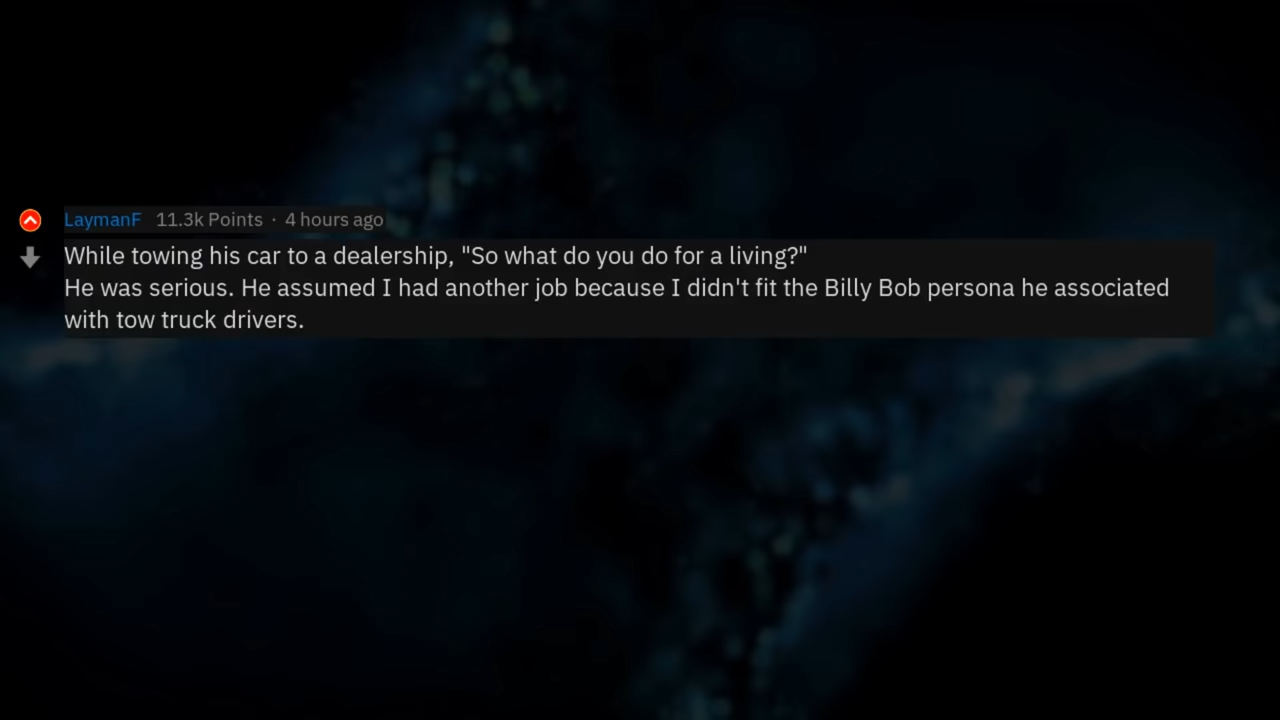 LaymanF 11.3k Points · 4 hours ago
While towing his car to a dealership, "So what do you do for a living?"
He was serious. He assumed I had another job because I didn't fit the Billy Bob persona he associated
with tow truck drivers.